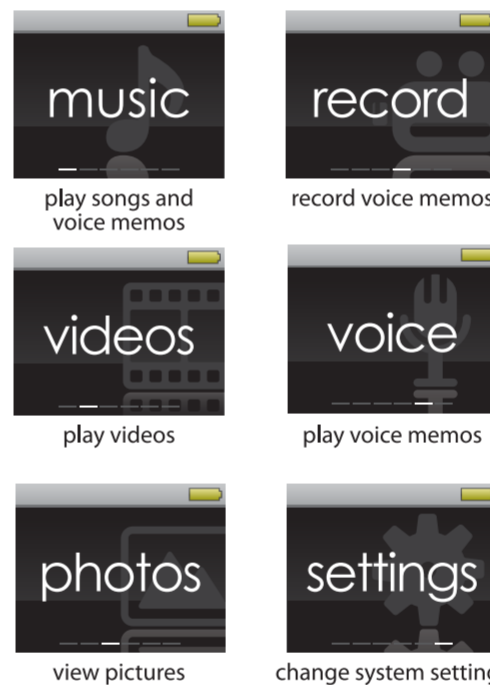 music
play songs and
voice memos
record
record voice memos
videos
play videos
voice
play voice memos
photos
view pictures
settings
change system setting